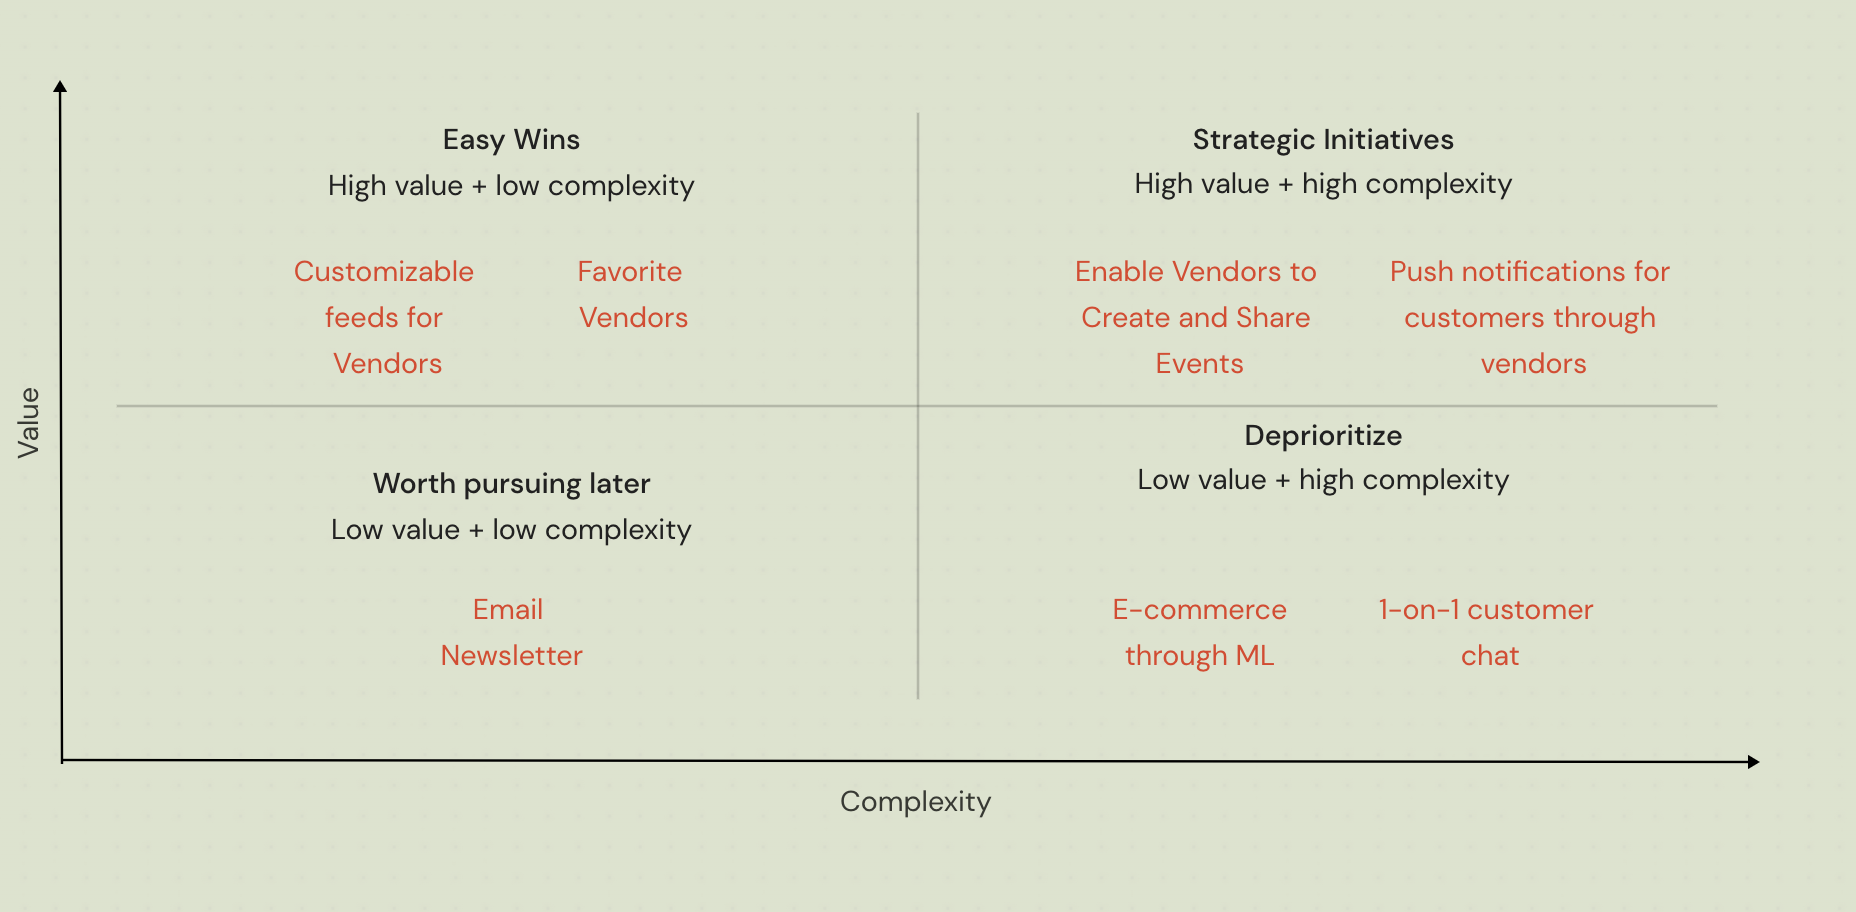 Easy Wins
High value + low complexity
Customizable
feeds for
Vendors
Favorite
Vendors
Strategic Initiatives
High value + high complexity
Enable Vendors to
Create and Share
Events
Push notifications for
customers through
vendors
Value
Worth pursuing later
Low value + low complexity
Email
Newsletter
Deprioritize
Low value + high complexity
E-commerce
through ML
1-on-1 customer
chat
Complexity